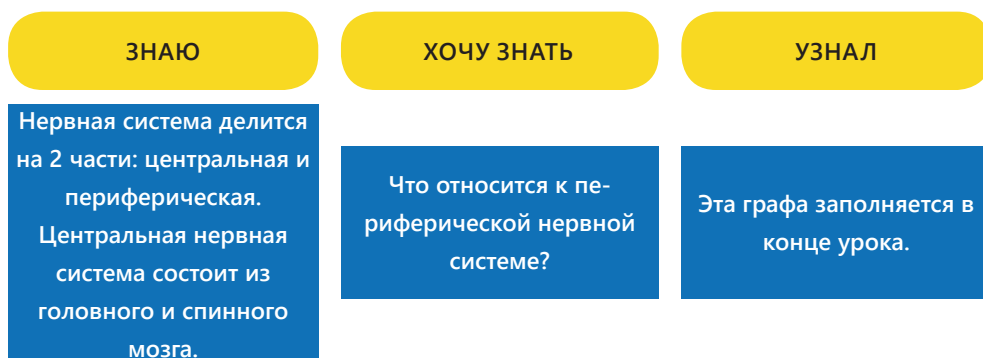 ЗНАЮ
Нервная система делится
на 2 части: центральная и
периферическая.
Центральная нервная
система состоит из
головного и спинного
мозга.
ХОЧУ ЗНАТЬ
Что относится к пе-
риферической нервной
системе?
УЗНАЛ
Эта графа заполняется в
конце урока.